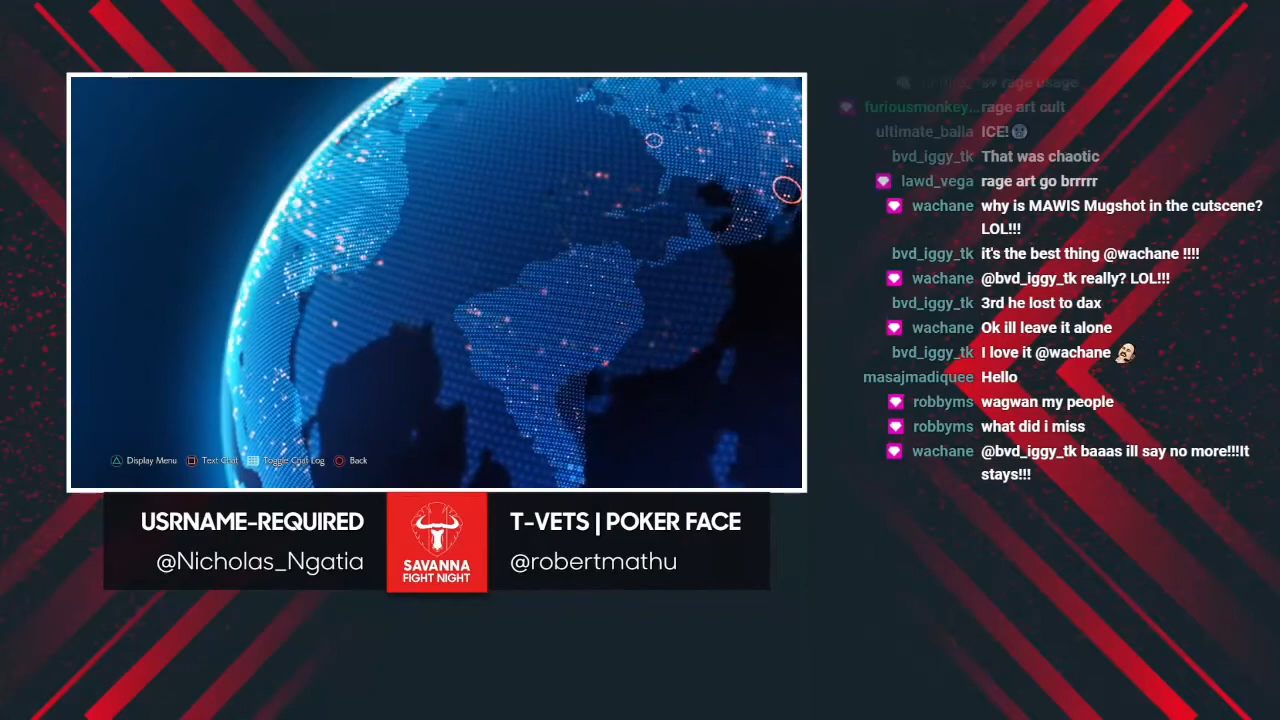 rage usage
furiousmonkey... rage art cult
ultimate_balla ICE!
bvd_iggy_tk That was chaotic
lawd_vega rage art go brrrrr
wachane why is MAWIS Mugshot in the cutscene?
LOL!!!
bvd_iggy_tk it's the best thing @wachane !!!!
wachane @bvd_iggy_tk really? LOL!!!
bvd_iggy_tk 3rd he lost to dax
wachane Ok ill leave it alone
bvd_iggy_tk I love it @wachane
masajmadiquee Hello
robbyms wagwan my people
robbyms what did i miss
wachane @bvd_iggy_tk baaas ill say no more!!!It
stays!!!
Display Menu Text Chat Toggle Chat Log Back
USRNAME-REQUIRED
@Nicholas_Ngatia
SAVANNA
FIGHT NIGHT
T-VETS | POKER FACE
@robertmathu